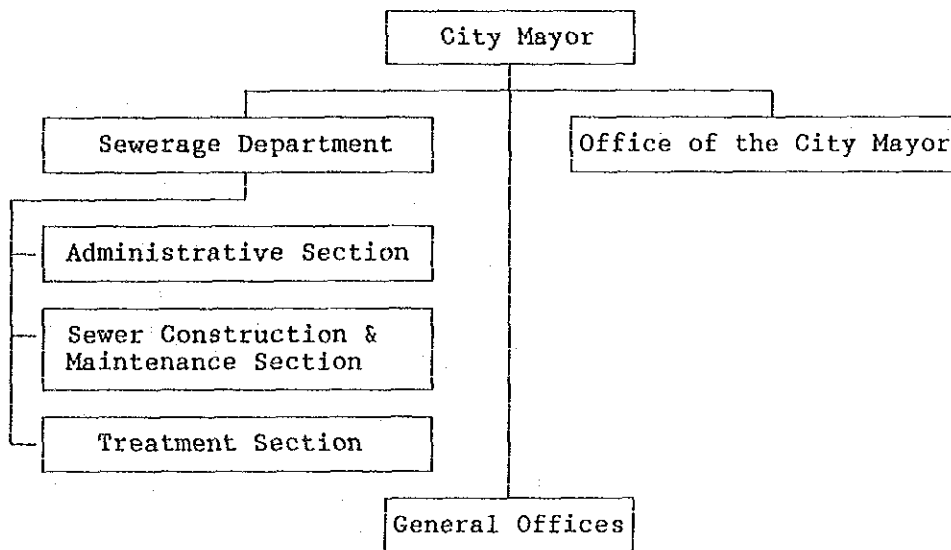 City Mayor
Sewerage Department
Office of the City Mayor
Administrative Section
Sewer Construction &
Maintenance Section
Treatment Section
General Offices